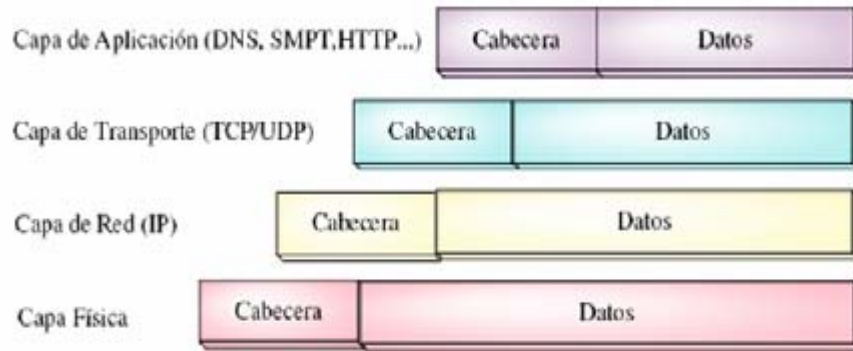 Capa de Aplicación (DNS, SMPT,HTTP...) Cabecera Datos
Capa de Transporte (TCP/UDP) Cabecera Datos
Capa de Red (IP) Cabecera Datos
Capa Física Cabecera Datos